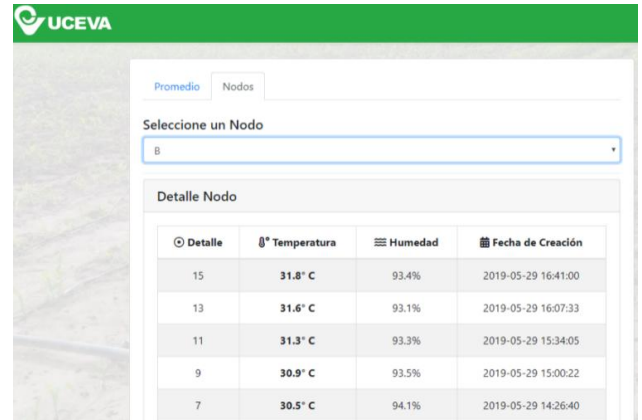 UCEVA
Promedio Nodos
Seleccione un Nodo
B
Detalle Nodo
Detalle Temperatura Humedad Fecha de Creación
15 31.8° C 93.4% 2019-05-29 16:41:00
13 31.6° C 93.1% 2019-05-29 16:07:33
11 31.3° C 93.3% 2019-05-29 15:34:05
9 30.9° C 93.5% 2019-05-29 15:00:22
7 30.5° C 94.1% 2019-05-29 14:26:40